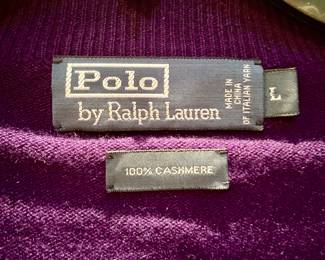 Polo
by Ralph Lauren
MADE IN
CHINA
OF ITALIAN YARN
L
100% CASHMERE